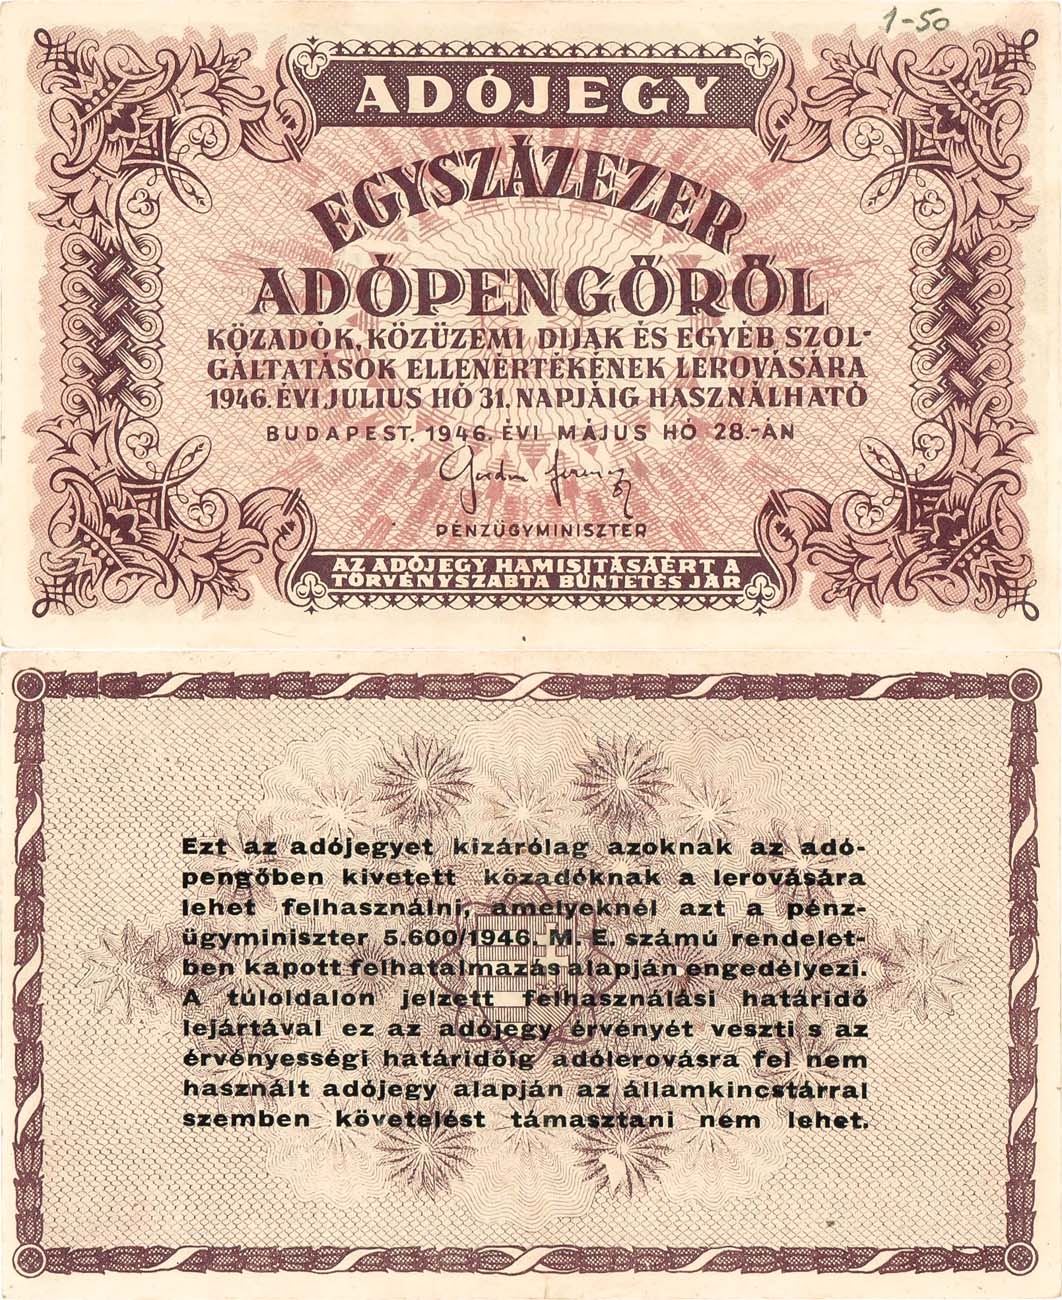 1-50
ADÓJEGY
EGYSZÁZEZER
ADÓPENGŐRŐL
KÖZADÓK, KÖZÜZEMI DIJAK ÉS EGYÉB SZOL-
GÁLTATÁSOK ELLENÉRTÉKÉNEK LEROVÁSÁRA
1946. ÉVI JULIUS HÓ 31. NAPJÁIG HASZNÁLHATÓ
BUDAPEST, 1946. ÉVI MÁJUS HÓ 28.-ÁN
Gordon Ferenc
PÉNZÜGYMINISZTER
AZ ADÓJEGY HAMISITÁSÁÉRT A
TÖRVÉNYSZABTA BÜNTETÉS JÁR
Ezt az adójegyet kizárólag azoknak az adó-
pengőben kivetett közadóknak a lerovására
lehet felhasználni, amelyeknél azt a pénz-
ügyminiszter 5.600/1946. M. E. számú rendelet-
ben kapott felhatalmazás alapján engedélyezi.
A túloldalon jelzett felhasználási határidő
lejártával ez az adójegy érvényét veszti s az
érvényességi határidőig adólerovásra fel nem
használt adójegy alapján az államkincstárral
szemben követelést támasztani nem lehet.